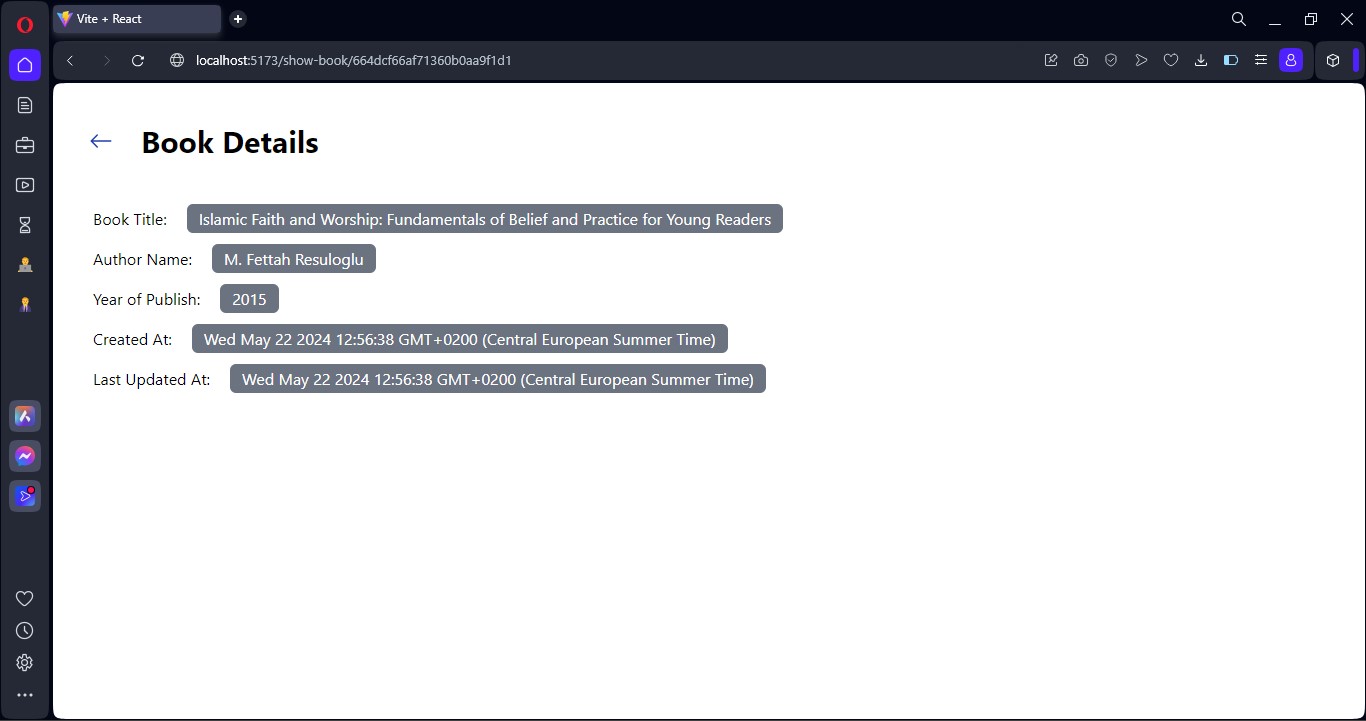 Vite + React
localhost:5173/show-book/664dcf66af71360b0aa9f1d1
Book Details
Book Title: Islamic Faith and Worship: Fundamentals of Belief and Practice for Young Readers
Author Name: M. Fettah Resuloglu
Year of Publish: 2015
Created At: Wed May 22 2024 12:56:38 GMT+0200 (Central European Summer Time)
Last Updated At: Wed May 22 2024 12:56:38 GMT+0200 (Central European Summer Time)